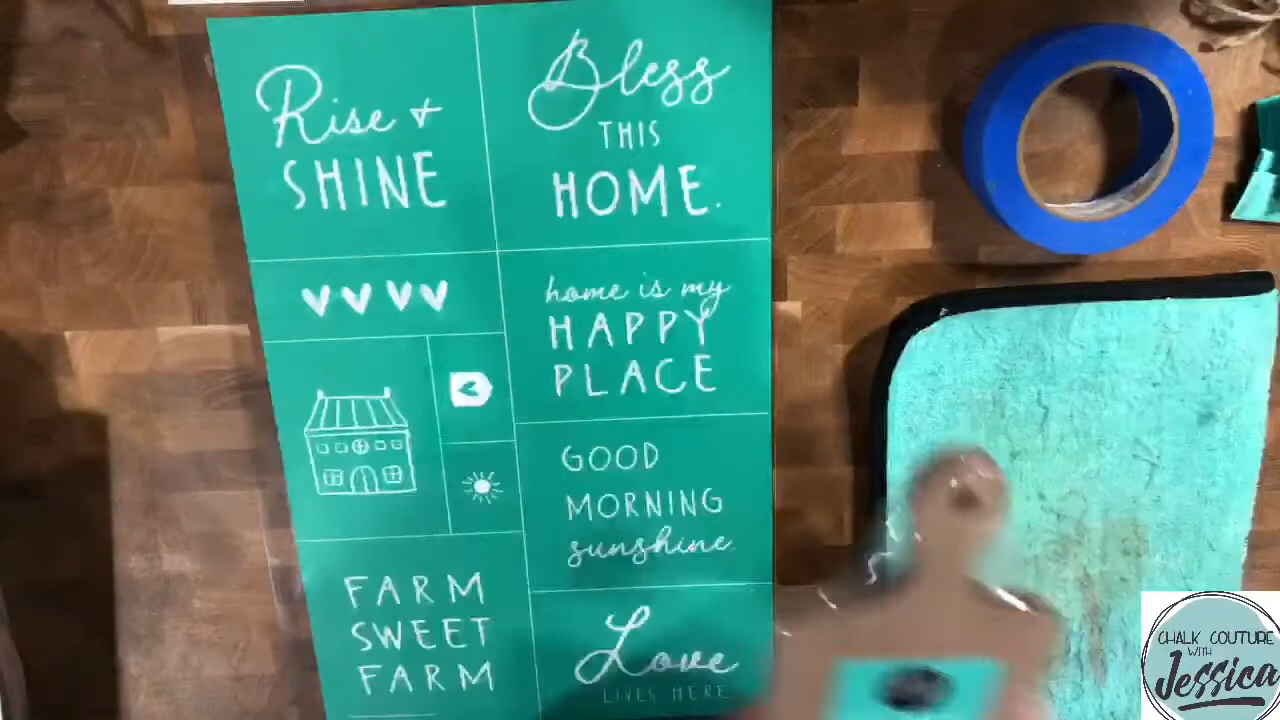 Rise +
SHINE
Bless
THIS
HOME.
home is my
HAPPY
PLACE
GOOD
MORNING
sunshine.
FARM
SWEET
FARM
Love
LIVES HERE
CHALK COUTURE
WITH
Jessica